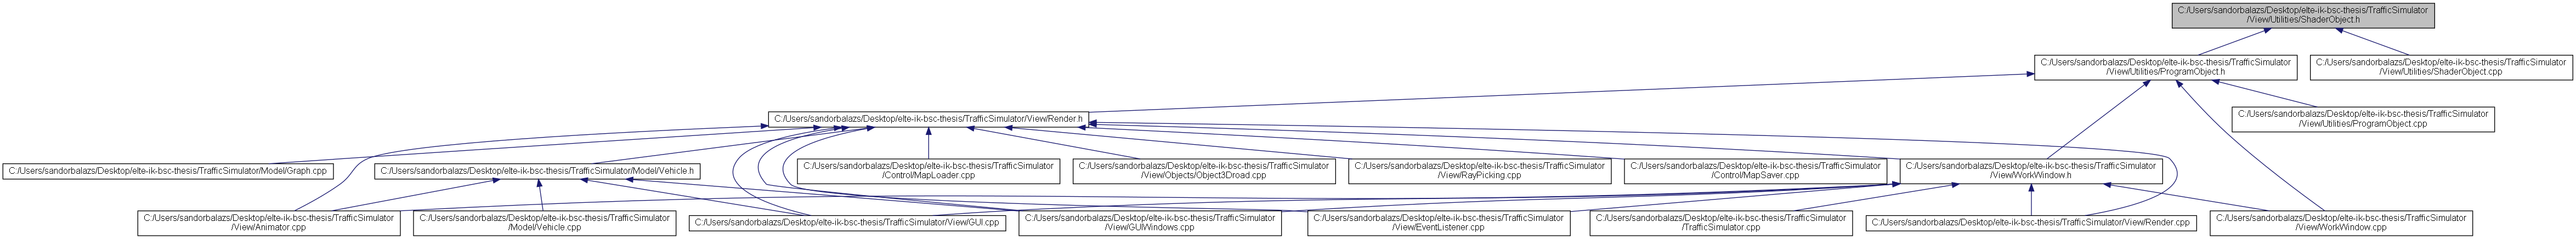 C:/Users/sandorbalazs/Desktop/elte-ik-bsc-thesis/TrafficSimulator
/View/Utilities/ShaderObject.h
C:/Users/sandorbalazs/Desktop/elte-ik-bsc-thesis/TrafficSimulator
/View/Utilities/ProgramObject.h
C:/Users/sandorbalazs/Desktop/elte-ik-bsc-thesis/TrafficSimulator
/View/Utilities/ShaderObject.cpp
C:/Users/sandorbalazs/Desktop/elte-ik-bsc-thesis/TrafficSimulator/View/Render.h
C:/Users/sandorbalazs/Desktop/elte-ik-bsc-thesis/TrafficSimulator
/View/Utilities/ProgramObject.cpp
C:/Users/sandorbalazs/Desktop/elte-ik-bsc-thesis/TrafficSimulator/Model/Graph.cpp
C:/Users/sandorbalazs/Desktop/elte-ik-bsc-thesis/TrafficSimulator/Model/Vehicle.h
C:/Users/sandorbalazs/Desktop/elte-ik-bsc-thesis/TrafficSimulator
/Control/MapLoader.cpp
C:/Users/sandorbalazs/Desktop/elte-ik-bsc-thesis/TrafficSimulator
/View/Objects/Object3Droad.cpp
C:/Users/sandorbalazs/Desktop/elte-ik-bsc-thesis/TrafficSimulator
/View/RayPicking.cpp
C:/Users/sandorbalazs/Desktop/elte-ik-bsc-thesis/TrafficSimulator
/Control/MapSaver.cpp
C:/Users/sandorbalazs/Desktop/elte-ik-bsc-thesis/TrafficSimulator
/View/WorkWindow.h
C:/Users/sandorbalazs/Desktop/elte-ik-bsc-thesis/TrafficSimulator
/View/Animator.cpp
C:/Users/sandorbalazs/Desktop/elte-ik-bsc-thesis/TrafficSimulator
/Model/Vehicle.cpp
C:/Users/sandorbalazs/Desktop/elte-ik-bsc-thesis/TrafficSimulator/View/GUI.cpp
C:/Users/sandorbalazs/Desktop/elte-ik-bsc-thesis/TrafficSimulator
/View/GUIWindows.cpp
C:/Users/sandorbalazs/Desktop/elte-ik-bsc-thesis/TrafficSimulator
/View/EventListener.cpp
C:/Users/sandorbalazs/Desktop/elte-ik-bsc-thesis/TrafficSimulator
/TrafficSimulator.cpp
C:/Users/sandorbalazs/Desktop/elte-ik-bsc-thesis/TrafficSimulator/View/Render.cpp
C:/Users/sandorbalazs/Desktop/elte-ik-bsc-thesis/TrafficSimulator
/View/WorkWindow.cpp